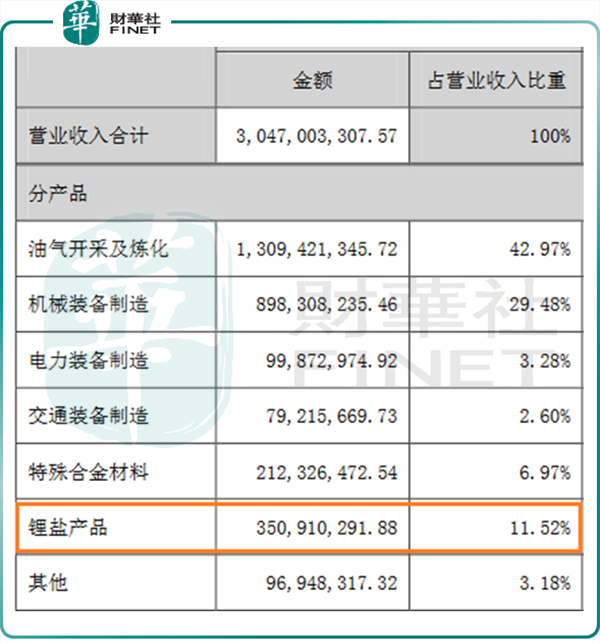 華 財華社
FINET
金额 占营业收入比重
营业收入合计 3,047,003,307.57 100%
分产品
油气开采及炼化 1,309,421,345.72 42.97%
机械装备制造 898,308,235.46 29.48%
电力装备制造 99,872,974.92 3.28%
交通装备制造 79,215,669.73 2.60%
特殊合金材料 212,326,472.54 6.97%
锂盐产品 350,910,291.88 11.52%
其他 96,948,317.32 3.18%
華 財華社
FINET